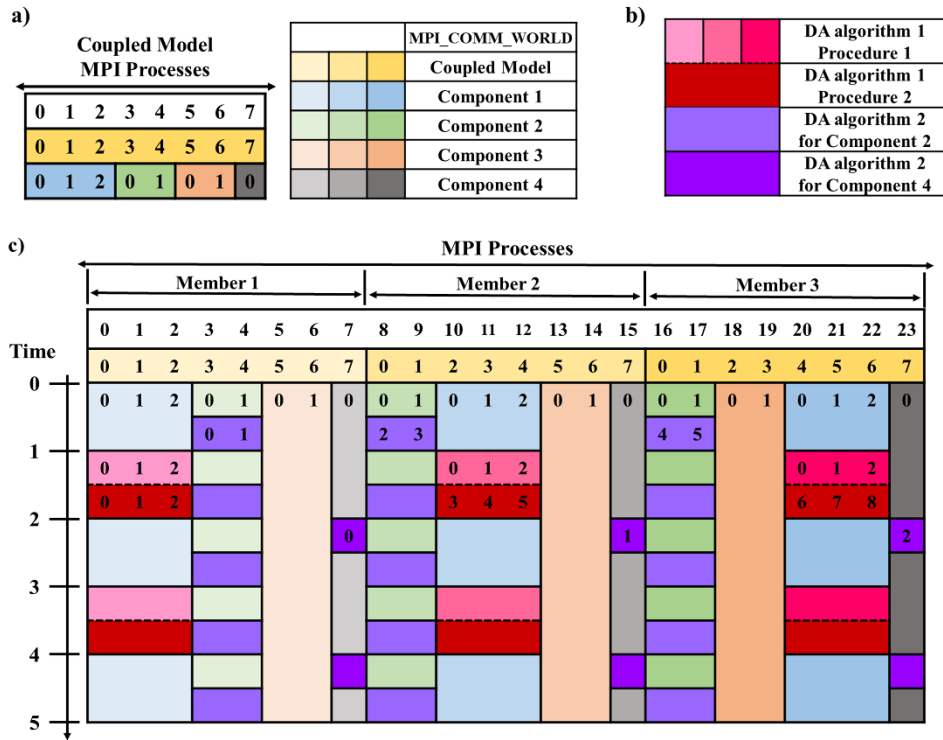 a)
Coupled Model
MPI Processes
0 1 2 3 4 5 6 7
0 1 2 3 4 5 6 7
0 1 2 0 1 0 1 0
MPI_COMM_WORLD
Coupled Model
Component 1
Component 2
Component 3
Component 4
b)
DA algorithm 1
Procedure 1
DA algorithm 1
Procedure 2
DA algorithm 2
for Component 2
DA algorithm 2
for Component 4
c)
MPI Processes
Member 1 Member 2 Member 3
0 1 2 3 4 5 6 7 8 9 10 11 12 13 14 15 16 17 18 19 20 21 22 23
Time
0 1 2 3 4 5 6 7 0 1 2 3 4 5 6 7 0 1 2 3 4 5 6 7
0
0 1 2 0 1 0 1 0 0 1 0 1 2 0 1 0 0 1 0 1 0 1 2 0
0 1 2 3 4 5
1
0 1 2 0 1 2 0 1 2
0 1 2 3 4 5 6 7 8
2
0 1 2
3
4
5